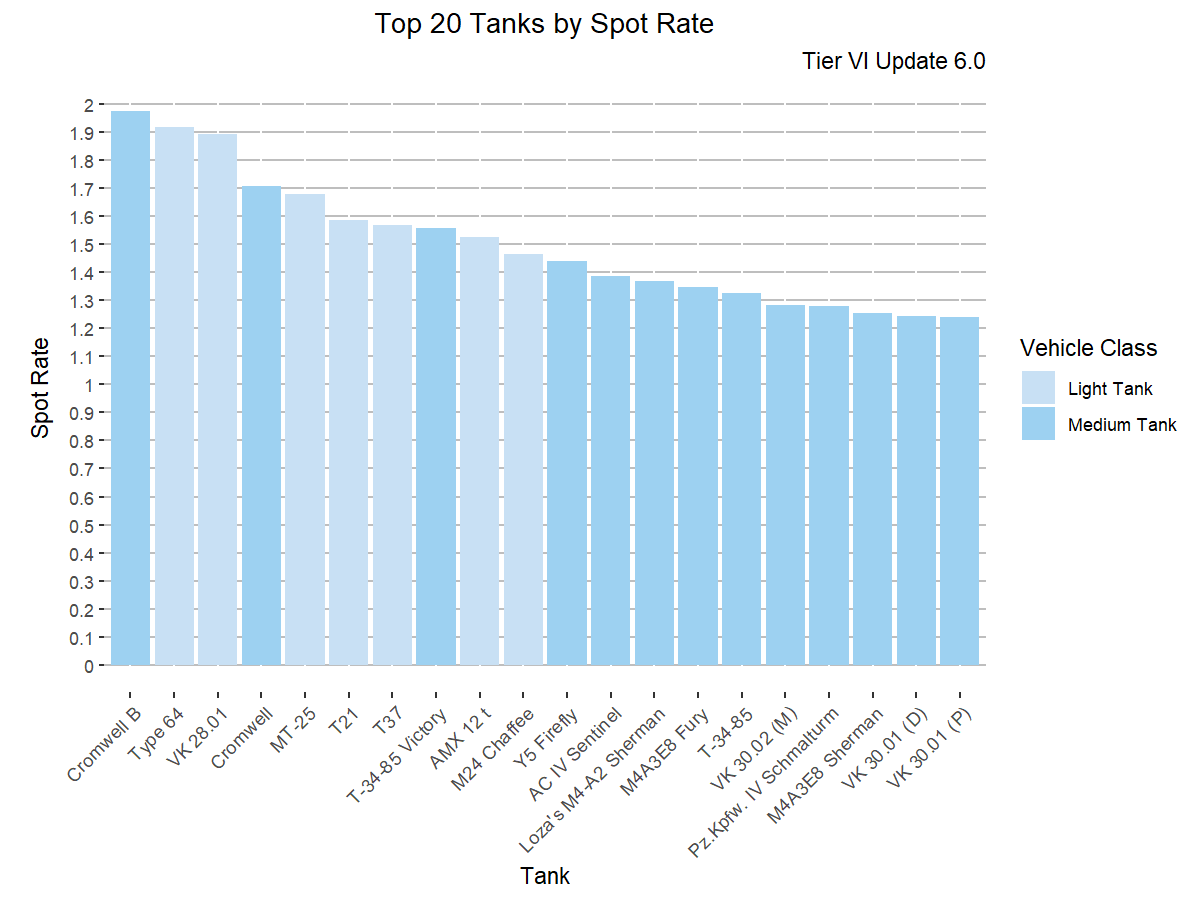 Top 20 Tanks by Spot Rate
Tier VI Update 6.0
2
1.9
1.8
1.7
1.6
1.5
1.4
1.3
1.2
1.1
1
0.9
0.8
0.7
0.6
0.5
0.4
0.3
0.2
0.1
0
Spot Rate
Cromwell B
Type 64
VK 28.01
Cromwell
MT-25
T21
T37
T-34-85 Victory
AMX 12 t
M24 Chaffee
Y5 Firefly
AC IV Sentinel
Loza's M4-A2 Sherman
M4A3E8 Fury
T-34-85
VK 30.02 (M)
Pz.Kpfw. IV Schmalturm
M4A3E8 Sherman
VK 30.01 (D)
VK 30.01 (P)
Tank
Vehicle Class
Light Tank
Medium Tank